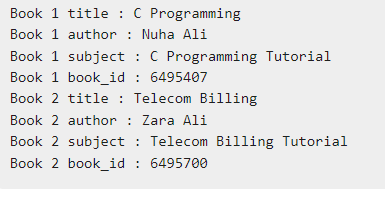 Book 1 title : C Programming
Book 1 author : Nuha Ali
Book 1 subject : C Programming Tutorial
Book 1 book_id : 6495407
Book 2 title : Telecom Billing
Book 2 author : Zara Ali
Book 2 subject : Telecom Billing Tutorial
Book 2 book_id : 6495700